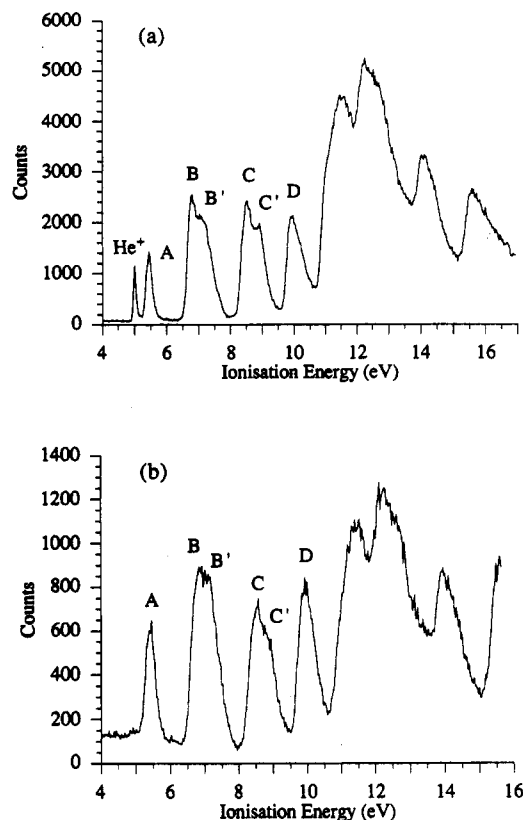 (a)
6000
5000
4000
3000
2000
1000
0
Counts
He+
A
B
B'
C
C'
D
4 6 8 10 12 14 16
Ionisation Energy (eV)
(b)
1400
1200
1000
800
600
400
200
0
Counts
A
B
B'
C
C'
D
4 6 8 10 12 14 16
Ionisation Energy (eV)